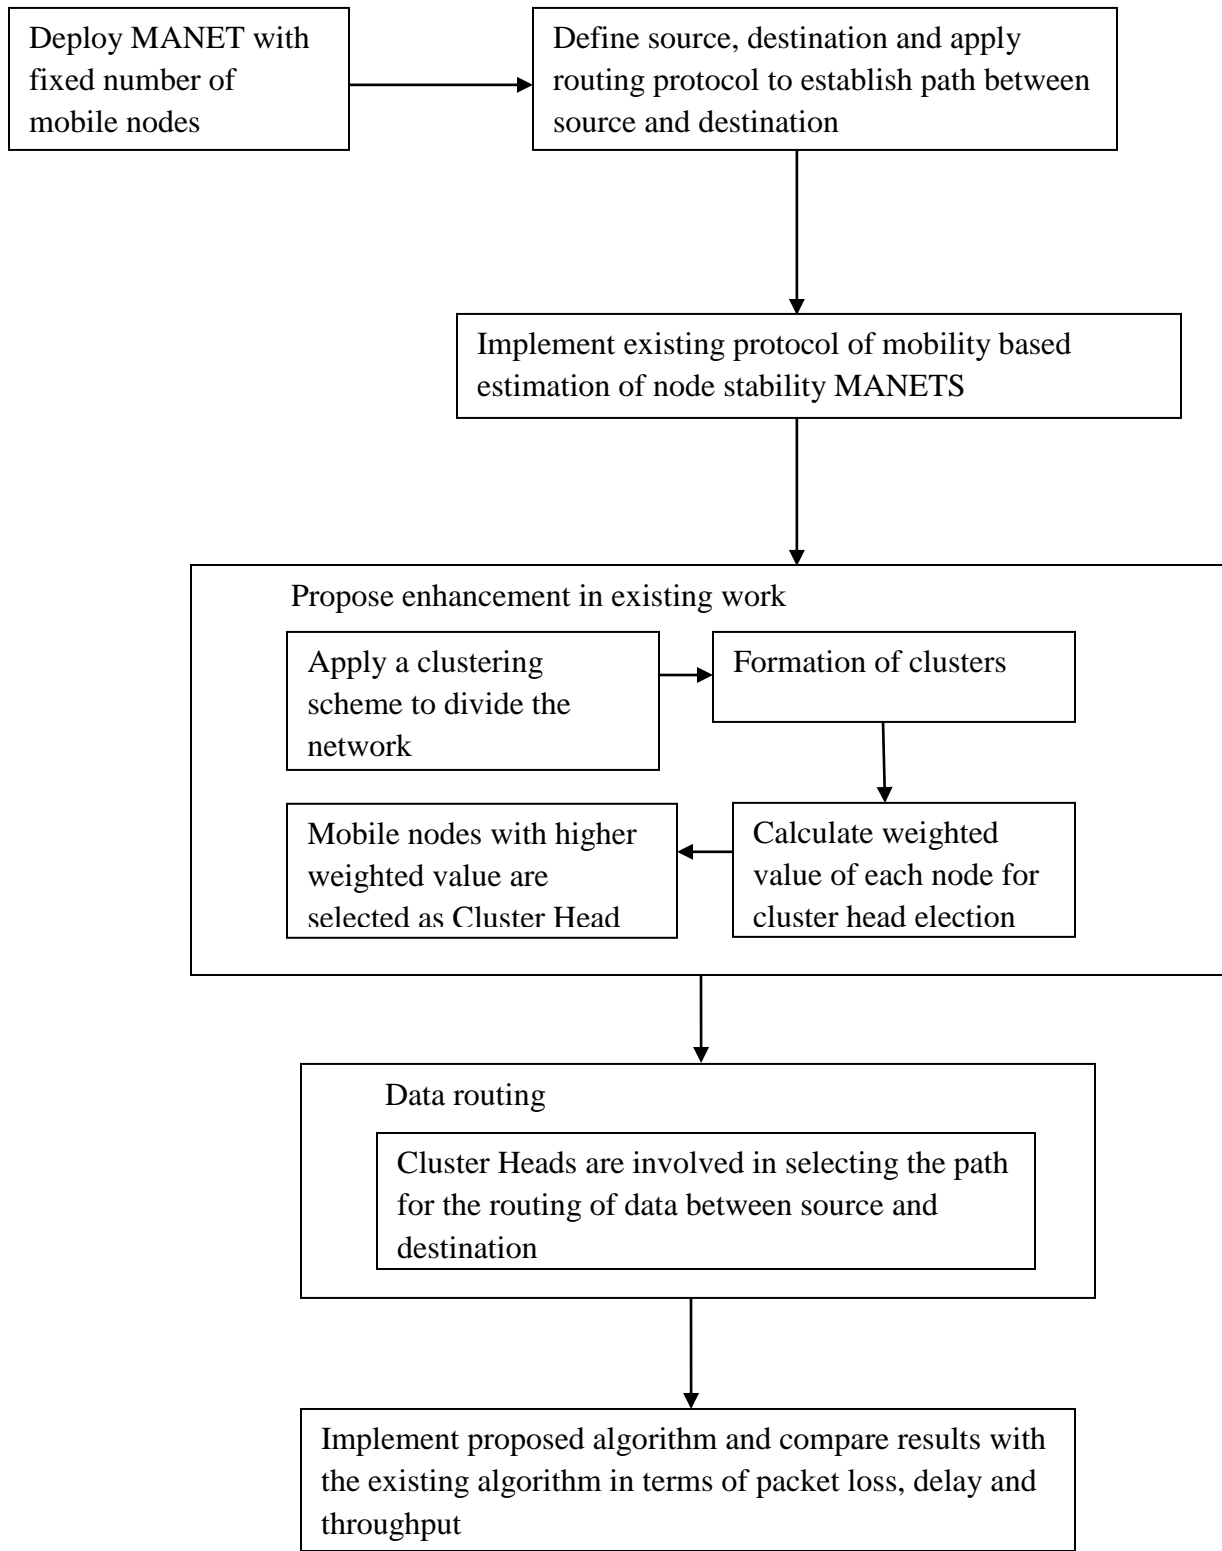 Deploy MANET with
fixed number of
mobile nodes
Define source, destination and apply
routing protocol to establish path between
source and destination
Implement existing protocol of mobility based
estimation of node stability MANETS
Propose enhancement in existing work
Apply a clustering
scheme to divide the
network
Formation of clusters
Calculate weighted
value of each node for
cluster head election
Mobile nodes with higher
weighted value are
selected as Cluster Head
Data routing
Cluster Heads are involved in selecting the path
for the routing of data between source and
destination
Implement proposed algorithm and compare results with
the existing algorithm in terms of packet loss, delay and
throughput